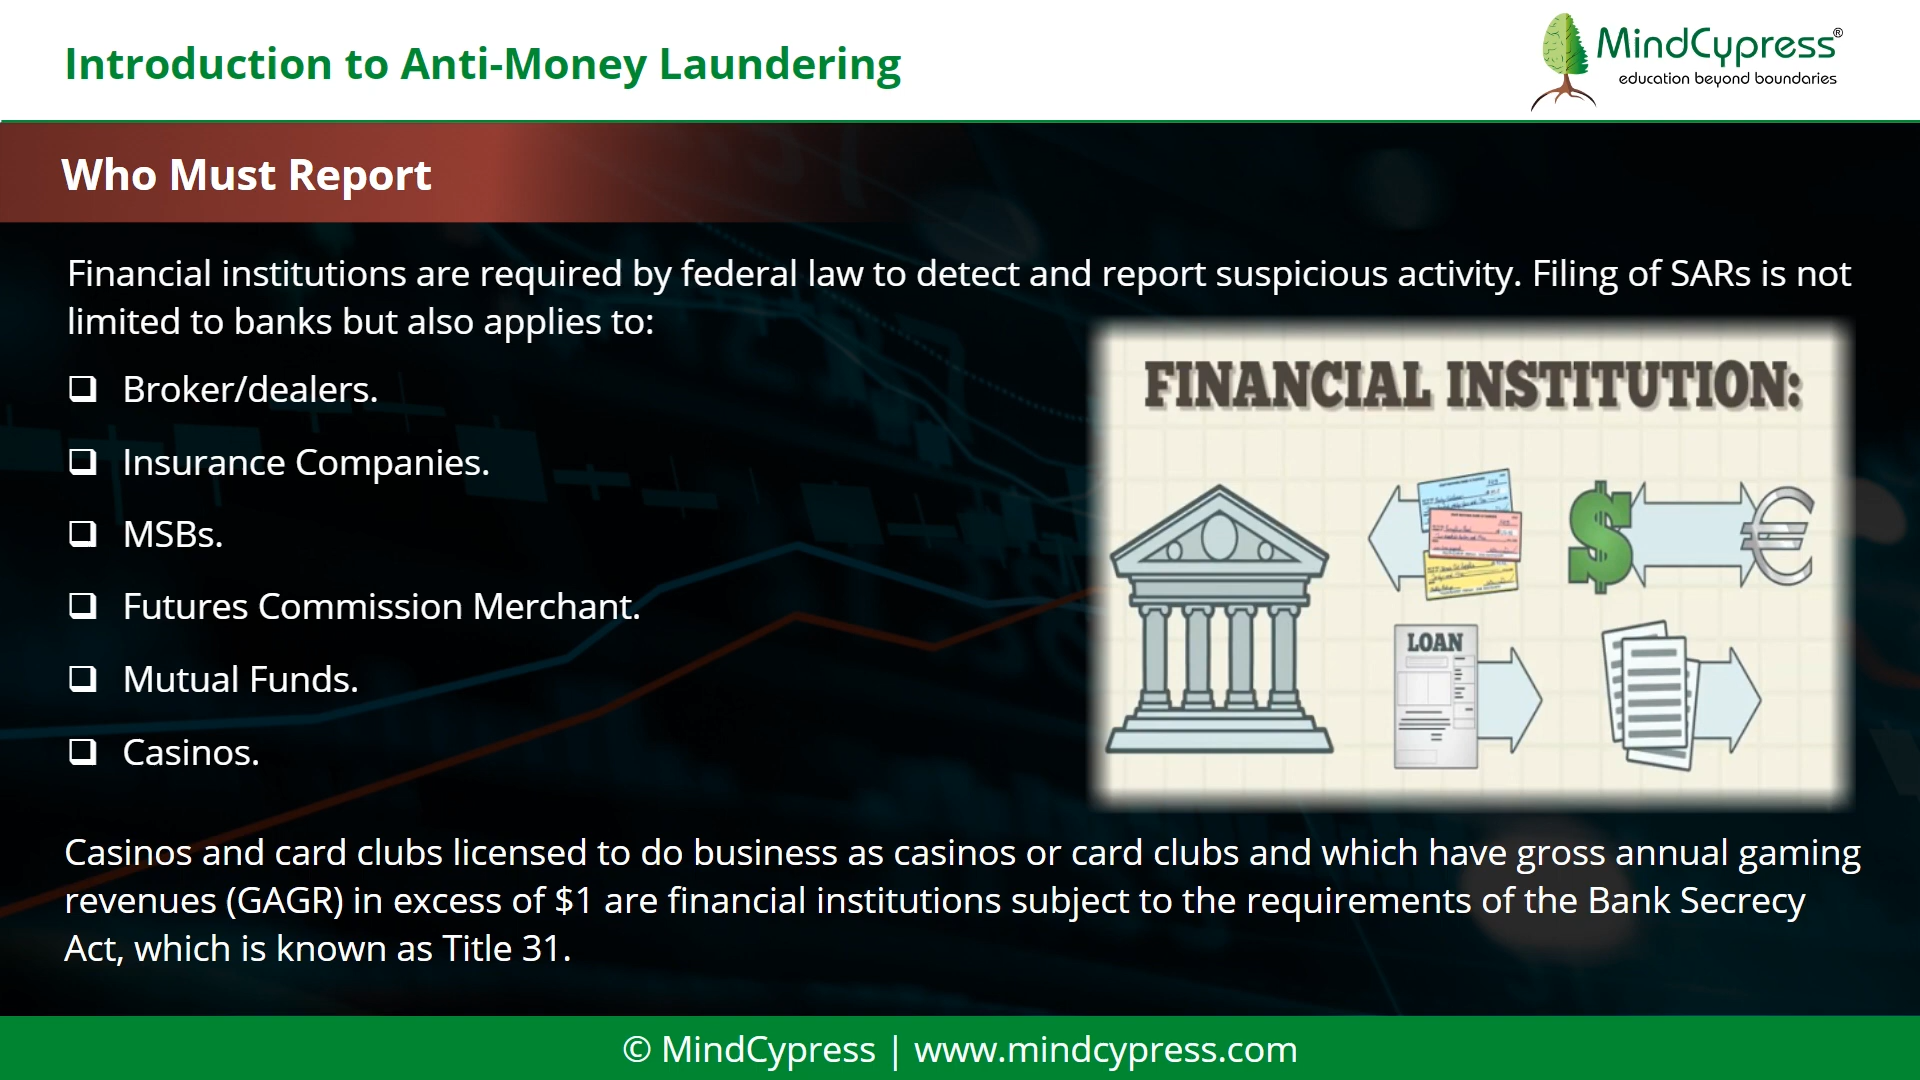 Introduction to Anti-Money Laundering
MindCypress®
education beyond boundaries
Who Must Report
Financial institutions are required by federal law to detect and report suspicious activity. Filing of SARs is not
limited to banks but also applies to:
❑ Broker/dealers.
❑ Insurance Companies.
❑ MSBs.
❑ Futures Commission Merchant.
❑ Mutual Funds.
❑ Casinos.
FINANCIAL INSTITUTION:
$ €
LOAN
Casinos and card clubs licensed to do business as casinos or card clubs and which have gross annual gaming
revenues (GAGR) in excess of $1 are financial institutions subject to the requirements of the Bank Secrecy
Act, which is known as Title 31.
© MindCypress | www.mindcypress.com